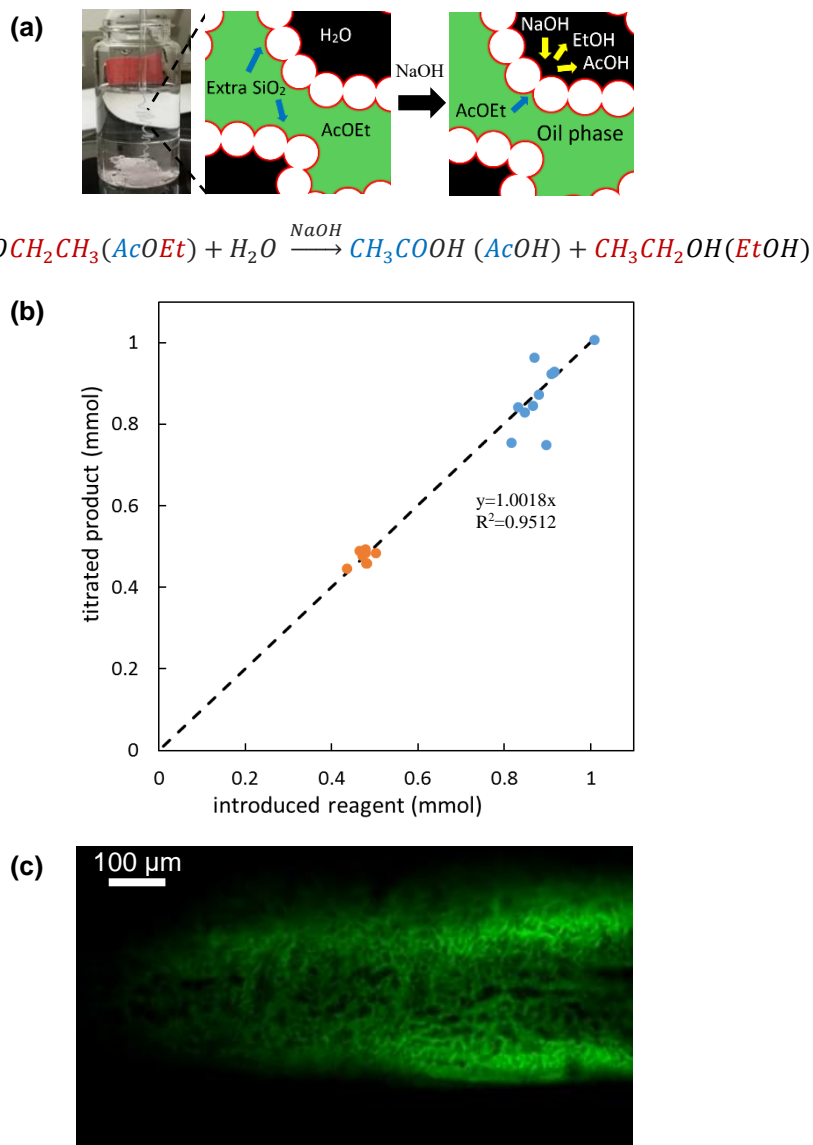 (a)
H₂O
Extra SiO₂
AcOEt
NaOH
NaOH
EtOH
AcOH
AcOEt
Oil phase
OCH₂CH₃(AcOEt) + H₂O NaOH→ CH₃COOH (AcOH) + CH₃CH₂OH(EtOH)
(b)
titrated product (mmol)
1
0.8
0.6
0.4
0.2
0
y=1.0018x
R²=0.9512
0 0.2 0.4 0.6 0.8 1
introduced reagent (mmol)
(c)
100 μm